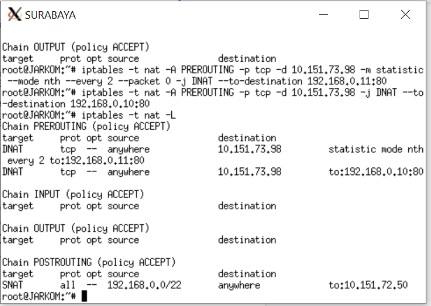 SURABAYA
Chain OUTPUT (policy ACCEPT)
target prot opt source destination
root@JARKOM:~# iptables -t nat -A PREROUTING -p tcp -d 10.151.73.98 -m statistic
--mode nth --every 2 --packet 0 -j DNAT --to-destination 192.168.0.11:80
root@JARKOM:~# iptables -t nat -A PREROUTING -p tcp -d 10.151.73.98 -j DNAT --to
-destination 192.168.0.10:80
root@JARKOM:~# iptables -t nat -L
Chain PREROUTING (policy ACCEPT)
target prot opt source destination
DNAT tcp -- anywhere 10.151.73.98 statistic mode nth
every 2 to:192.168.0.11:80
DNAT tcp -- anywhere 10.151.73.98 to:192.168.0.10:80
Chain INPUT (policy ACCEPT)
target prot opt source destination
Chain OUTPUT (policy ACCEPT)
target prot opt source destination
Chain POSTROUTING (policy ACCEPT)
target prot opt source destination
SNAT all -- 192.168.0.0/22 anywhere to:10.151.72.50
root@JARKOM:~#